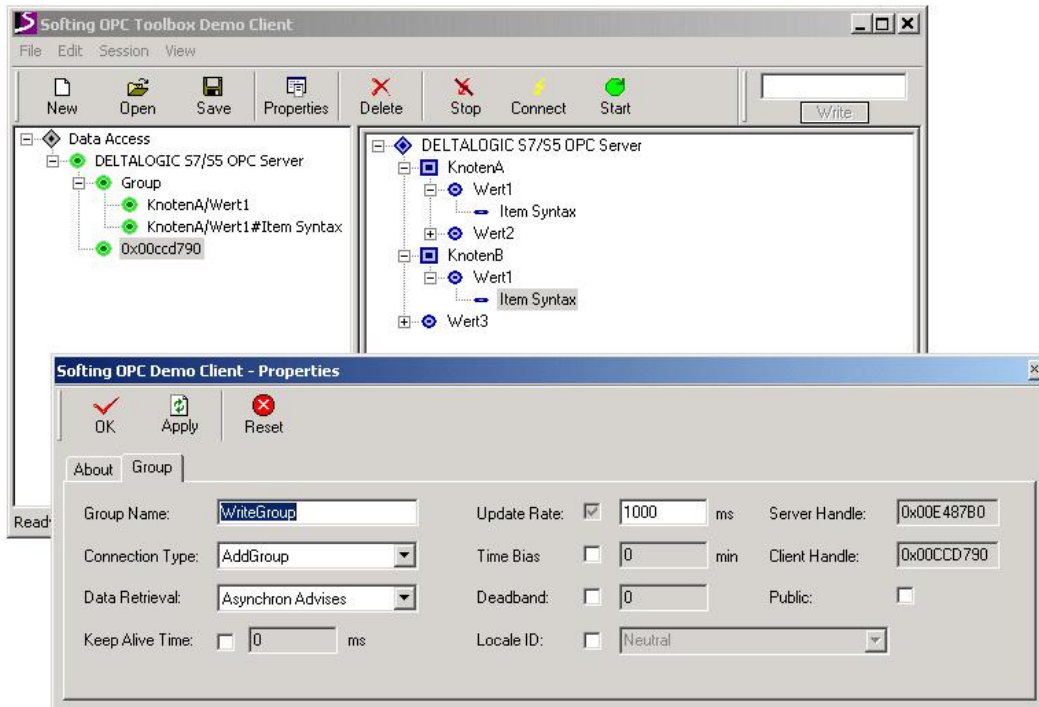 Softing OPC Toolbox Demo Client
File Edit Session View
New Open Save Properties Delete Stop Connect Start Write
Data Access
DELTALOGIC S7/S5 OPC Server
Group
KnotenA/Wert1
KnotenA/Wert1#Item Syntax
0x00ccd790
DELTALOGIC S7/S5 OPC Server
KnotenA
Wert1
Item Syntax
Wert2
KnotenB
Wert1
Item Syntax
Wert3
Read
Softing OPC Demo Client - Properties
OK Apply Reset
About Group
Group Name: WriteGroup Update Rate: 1000 ms Server Handle: 0x00E487B0
Connection Type: AddGroup Time Bias 0 min Client Handle: 0x00CCD790
Data Retrieval: Asynchron Advises Deadband: 0 Public:
Keep Alive Time: 0 ms Locale ID: Neutral